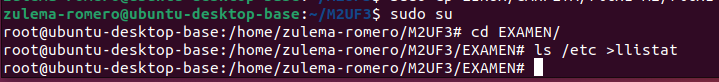 zulema-romero@ubuntu-desktop-base:~/M2UF3$ sudo su
root@ubuntu-desktop-base:/home/zulema-romero/M2UF3# cd EXAMEN/
root@ubuntu-desktop-base:/home/zulema-romero/M2UF3/EXAMEN# ls /etc >llistat
root@ubuntu-desktop-base:/home/zulema-romero/M2UF3/EXAMEN#